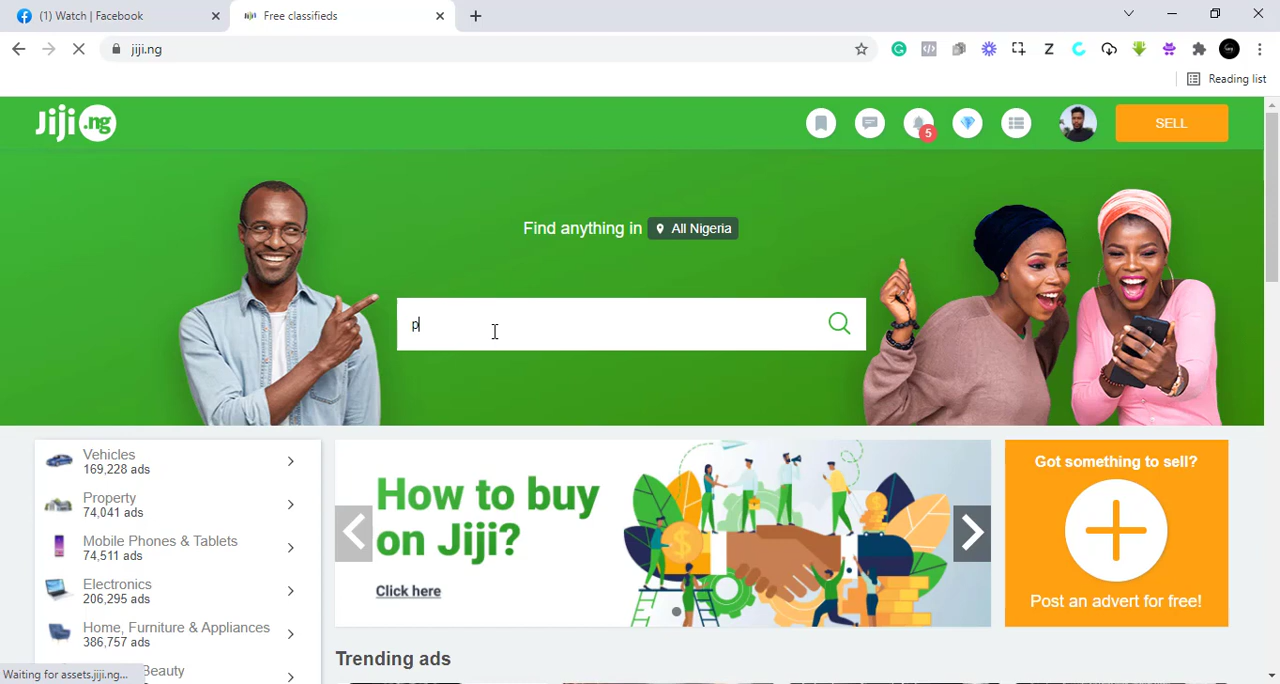 (1) Watch | Facebook
Free classifieds
jiji.ng
Reading list
Jiji .ng
5
SELL
Find anything in All Nigeria
p
Vehicles
169,228 ads
Property
74,041 ads
Mobile Phones & Tablets
74,511 ads
Electronics
206,295 ads
Home, Furniture & Appliances
386,757 ads
Beauty
How to buy
on Jiji?
Click here
Got something to sell?
Post an advert for free!
Trending ads
Waiting for assets.jiji.ng...